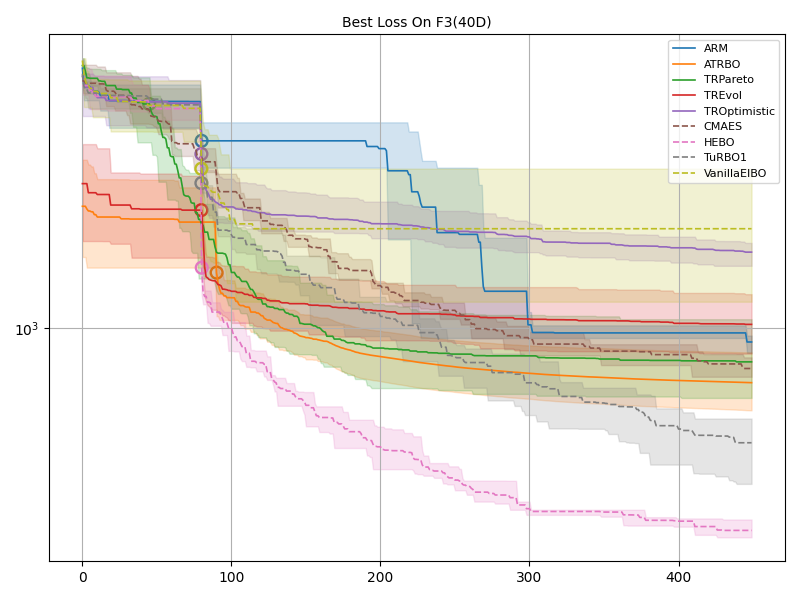 Best Loss On F3(40D)
ARM
ATRBO
TRPareto
TREvol
TROptimistic
CMAES
HEBO
TuRBO1
VanillaEIBO
10³
0 100 200 300 400